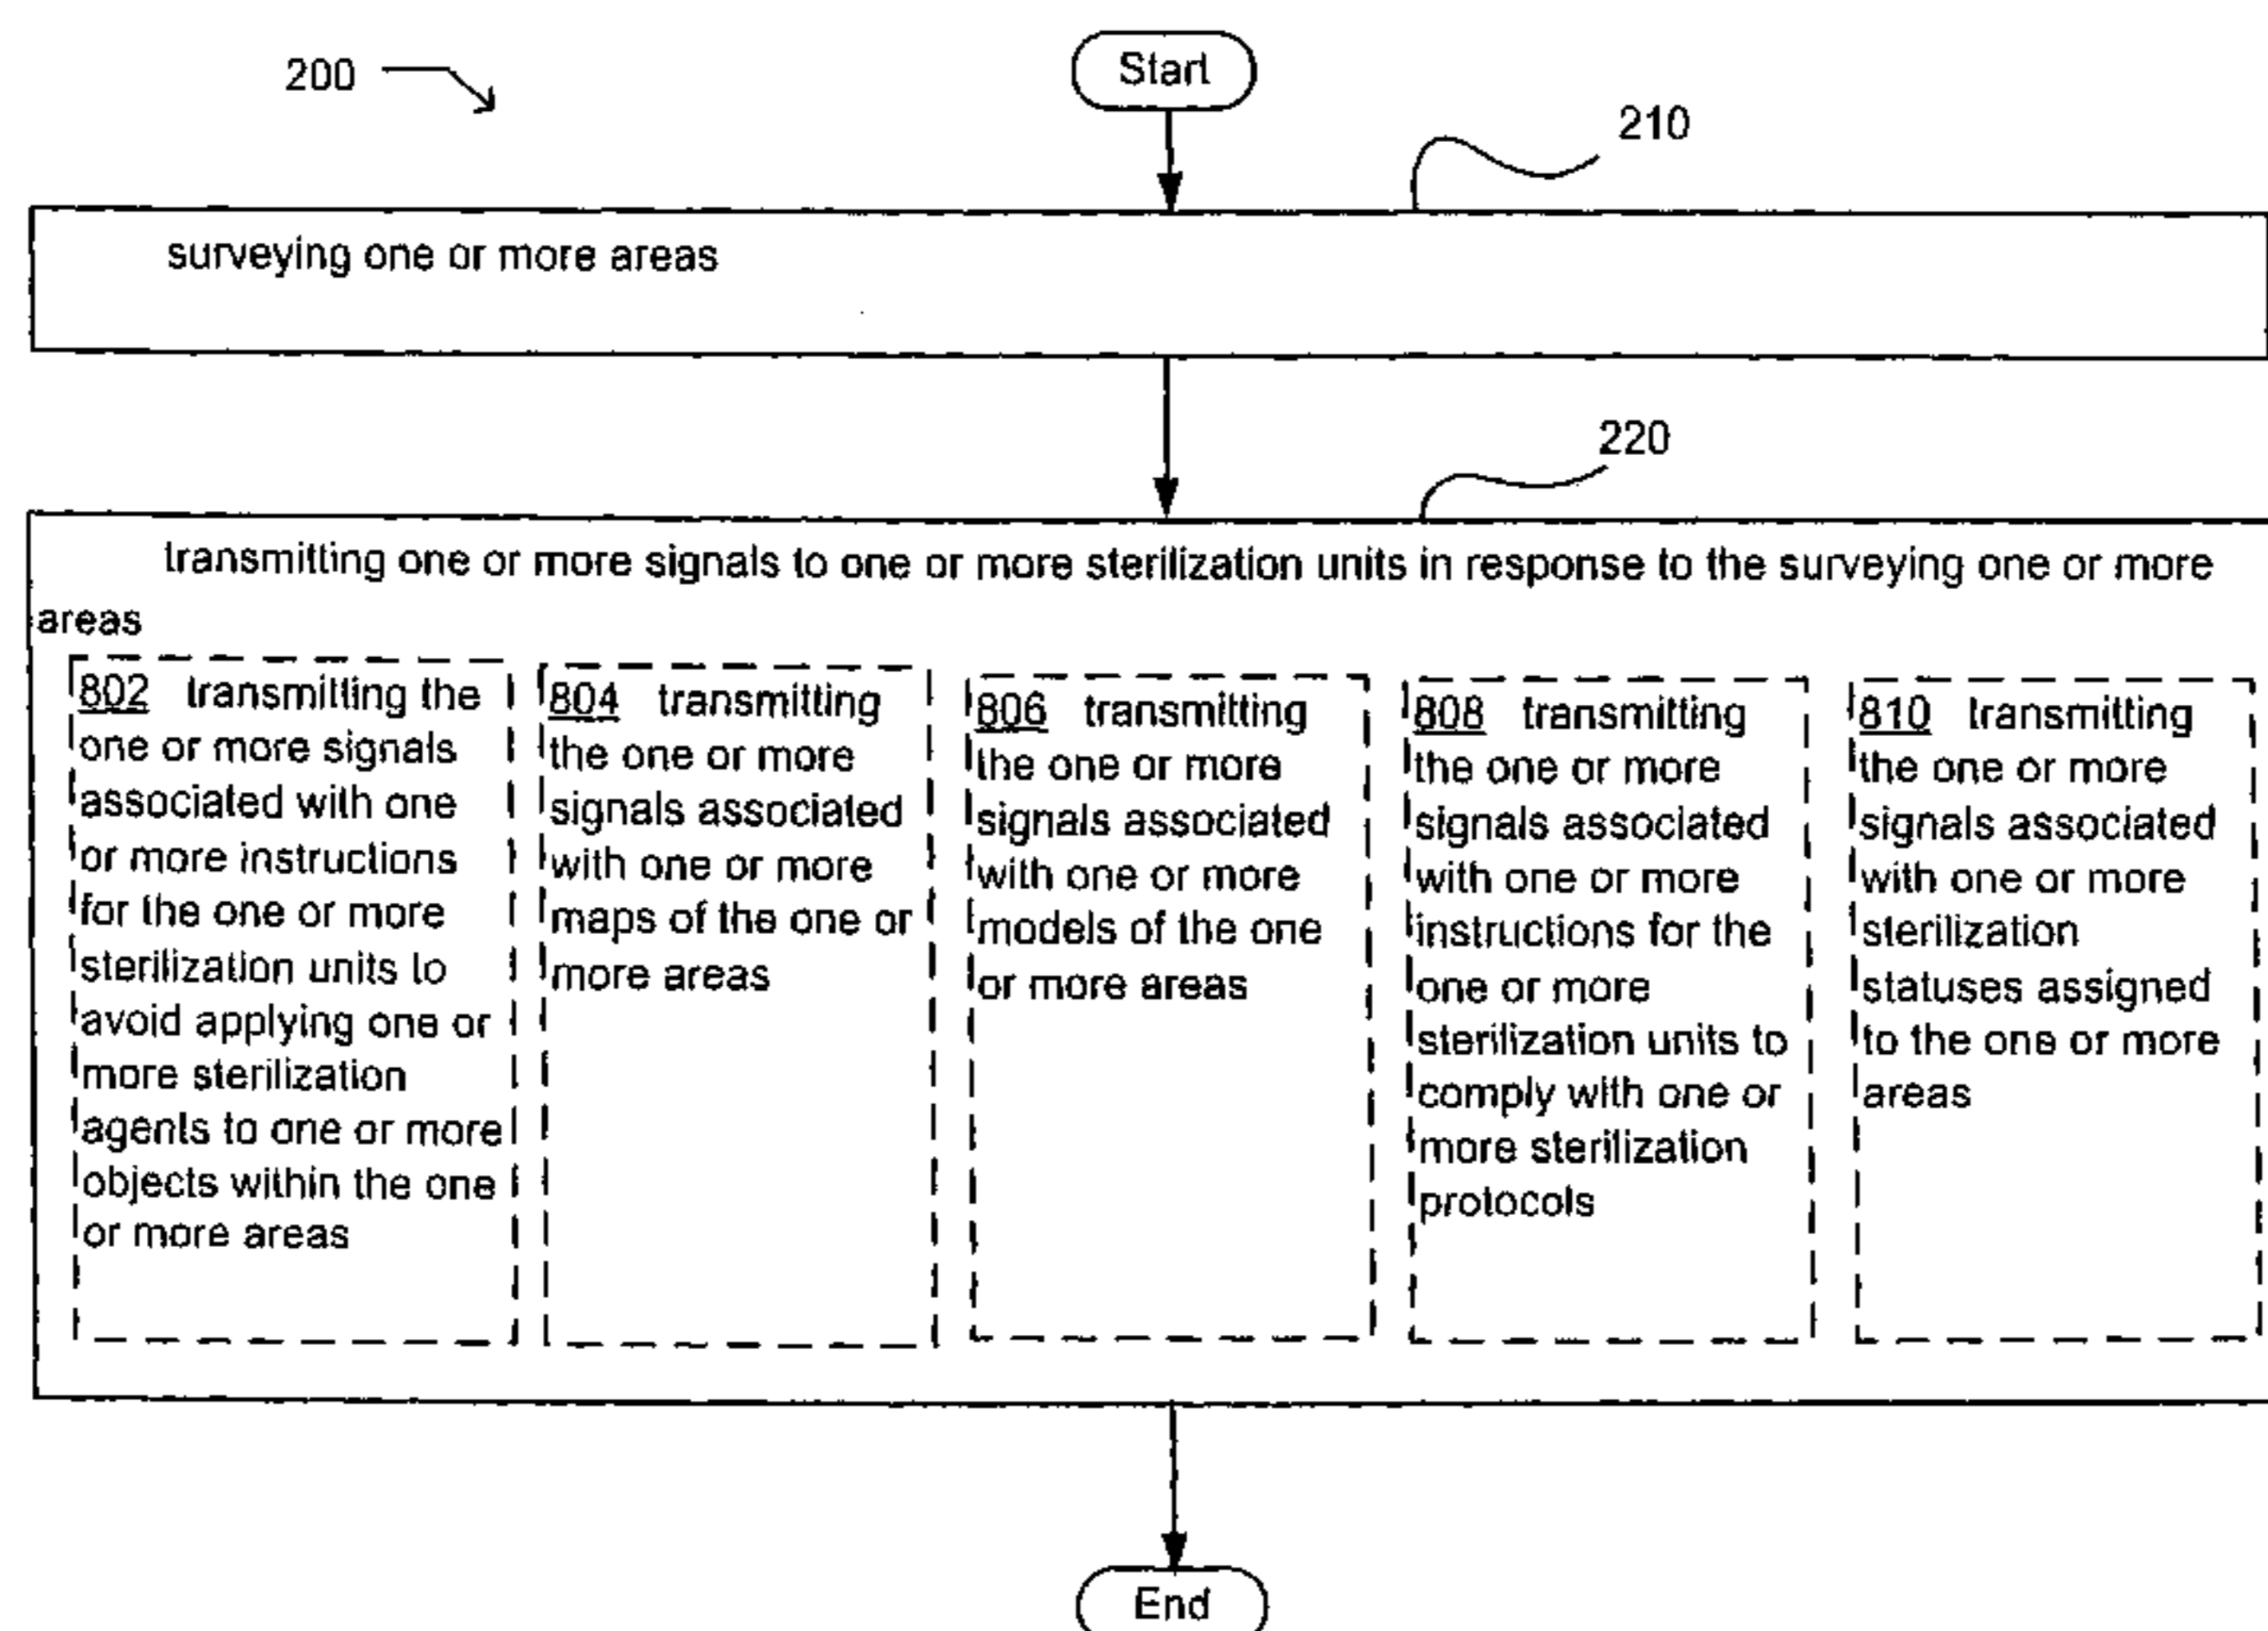 200
Start
210
surveying one or more areas
220
transmitting one or more signals to one or more sterilization units in response to the surveying one or more
areas
802 transmitting the
one or more signals
associated with one
or more instructions
for the one or more
sterilization units to
avoid applying one or
more sterilization
agents to one or more
objects within the one
or more areas
804 transmitting
the one or more
signals associated
with one or more
maps of the one or
more areas
806 transmitting
the one or more
signals associated
with one or more
models of the one
or more areas
808 transmitting
the one or more
signals associated
with one or more
instructions for the
one or more
sterilization units to
comply with one or
more sterilization
protocols
810 transmitting
the one or more
signals associated
with one or more
sterilization
statuses assigned
to the one or more
areas
End